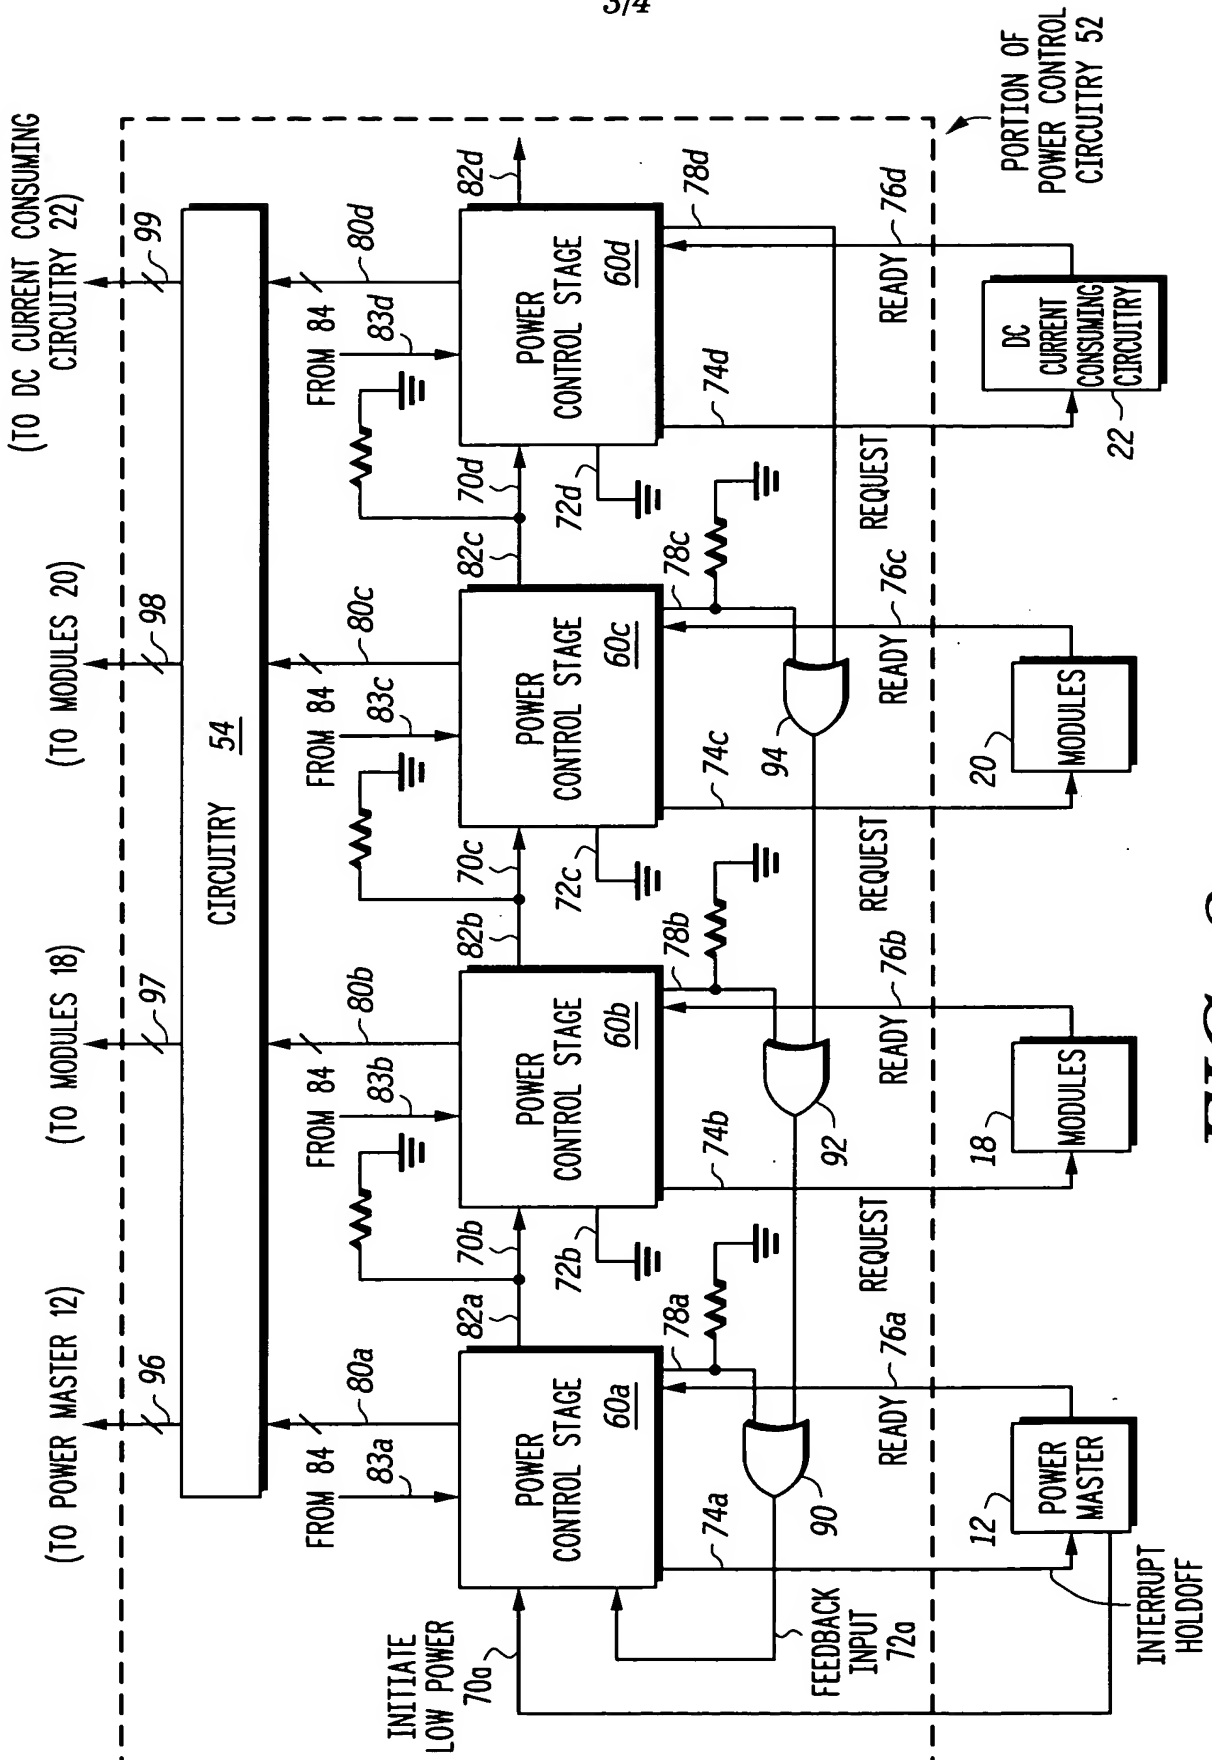 3/4
(TO POWER MASTER 12)
(TO MODULES 18)
(TO MODULES 20)
(TO DC CURRENT CONSUMING
CIRCUITRY 22)
96
97
98
99
CIRCUITRY
54
FROM 84
83a
80a
FROM 84
83b
80b
FROM 84
83c
80c
FROM 84
83d
80d
INITIATE
LOW POWER
70a
POWER
CONTROL STAGE
60a
82a
70b
72b
POWER
CONTROL STAGE
60b
82b
70c
72c
POWER
CONTROL STAGE
60c
82c
70d
72d
POWER
CONTROL STAGE
60d
82d
FEEDBACK
INPUT
72a
74a
90
78a
74b
92
78b
74c
94
78c
74d
78d
READY
76a
REQUEST
READY
76b
REQUEST
READY
76c
REQUEST
READY
76d
INTERRUPT
HOLDOFF
12
POWER
MASTER
18
MODULES
20
MODULES
22
DC
CURRENT
CONSUMING
CIRCUITRY
PORTION OF
POWER CONTROL
CIRCUITRY 52